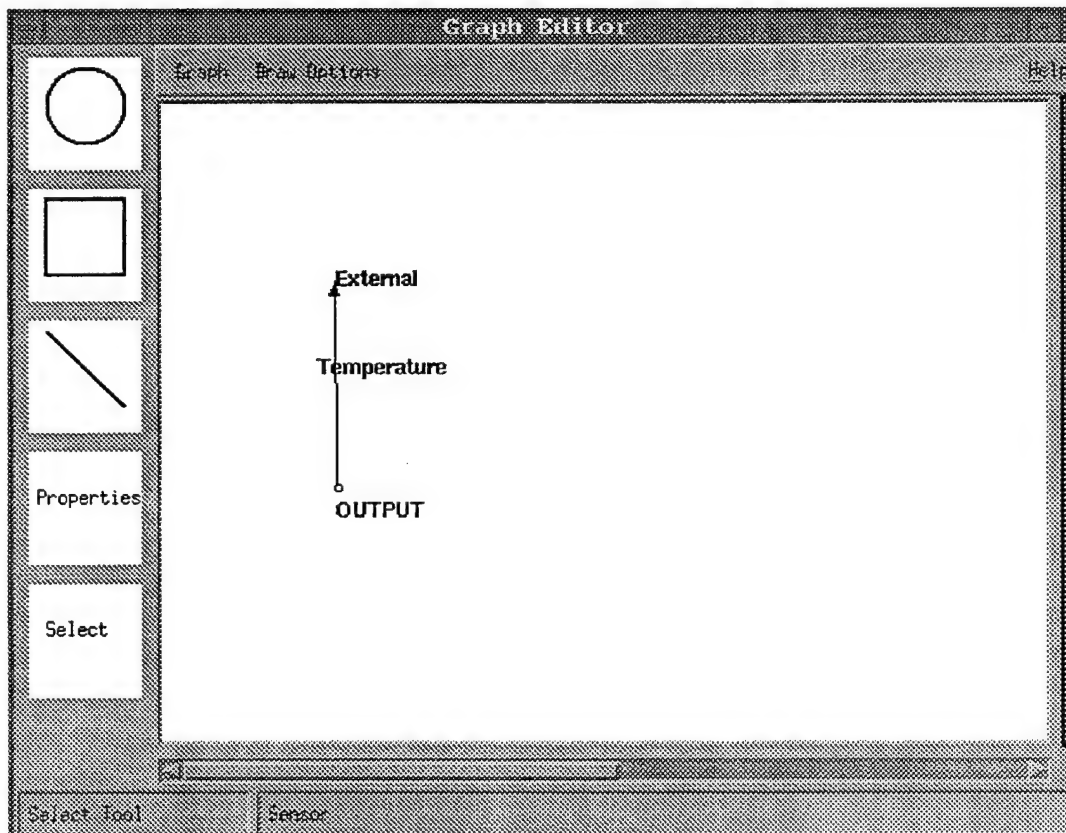 Graph Editor
Graph Draw Options Help
External
Temperature
Properties
OUTPUT
Select
Select Tool Sensor